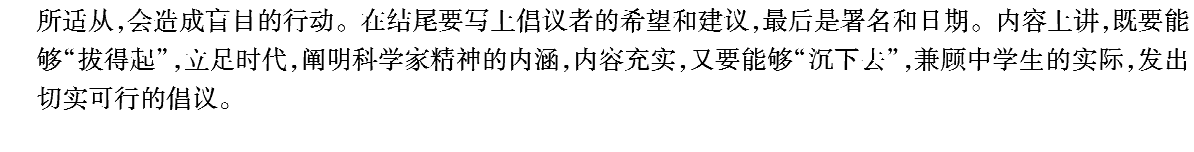 所适从,会造成盲目的行动。在结尾要写上倡议者的希望和建议,最后是署名和日期。内容上讲,既要能
够“拔得起”,立足时代,阐明科学家精神的内涵,内容充实,又要能够“沉下去”,兼顾中学生的实际,发出
切实可行的倡议。